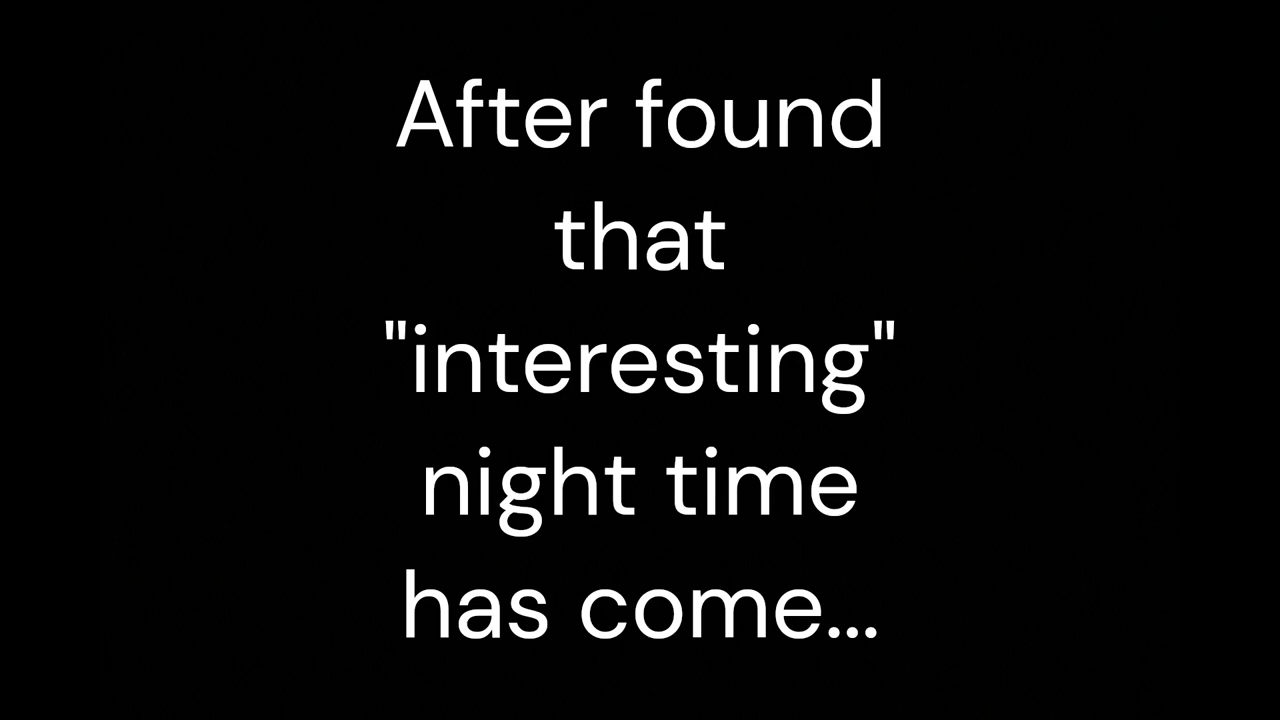 After found
that
"interesting"
night time
has come...